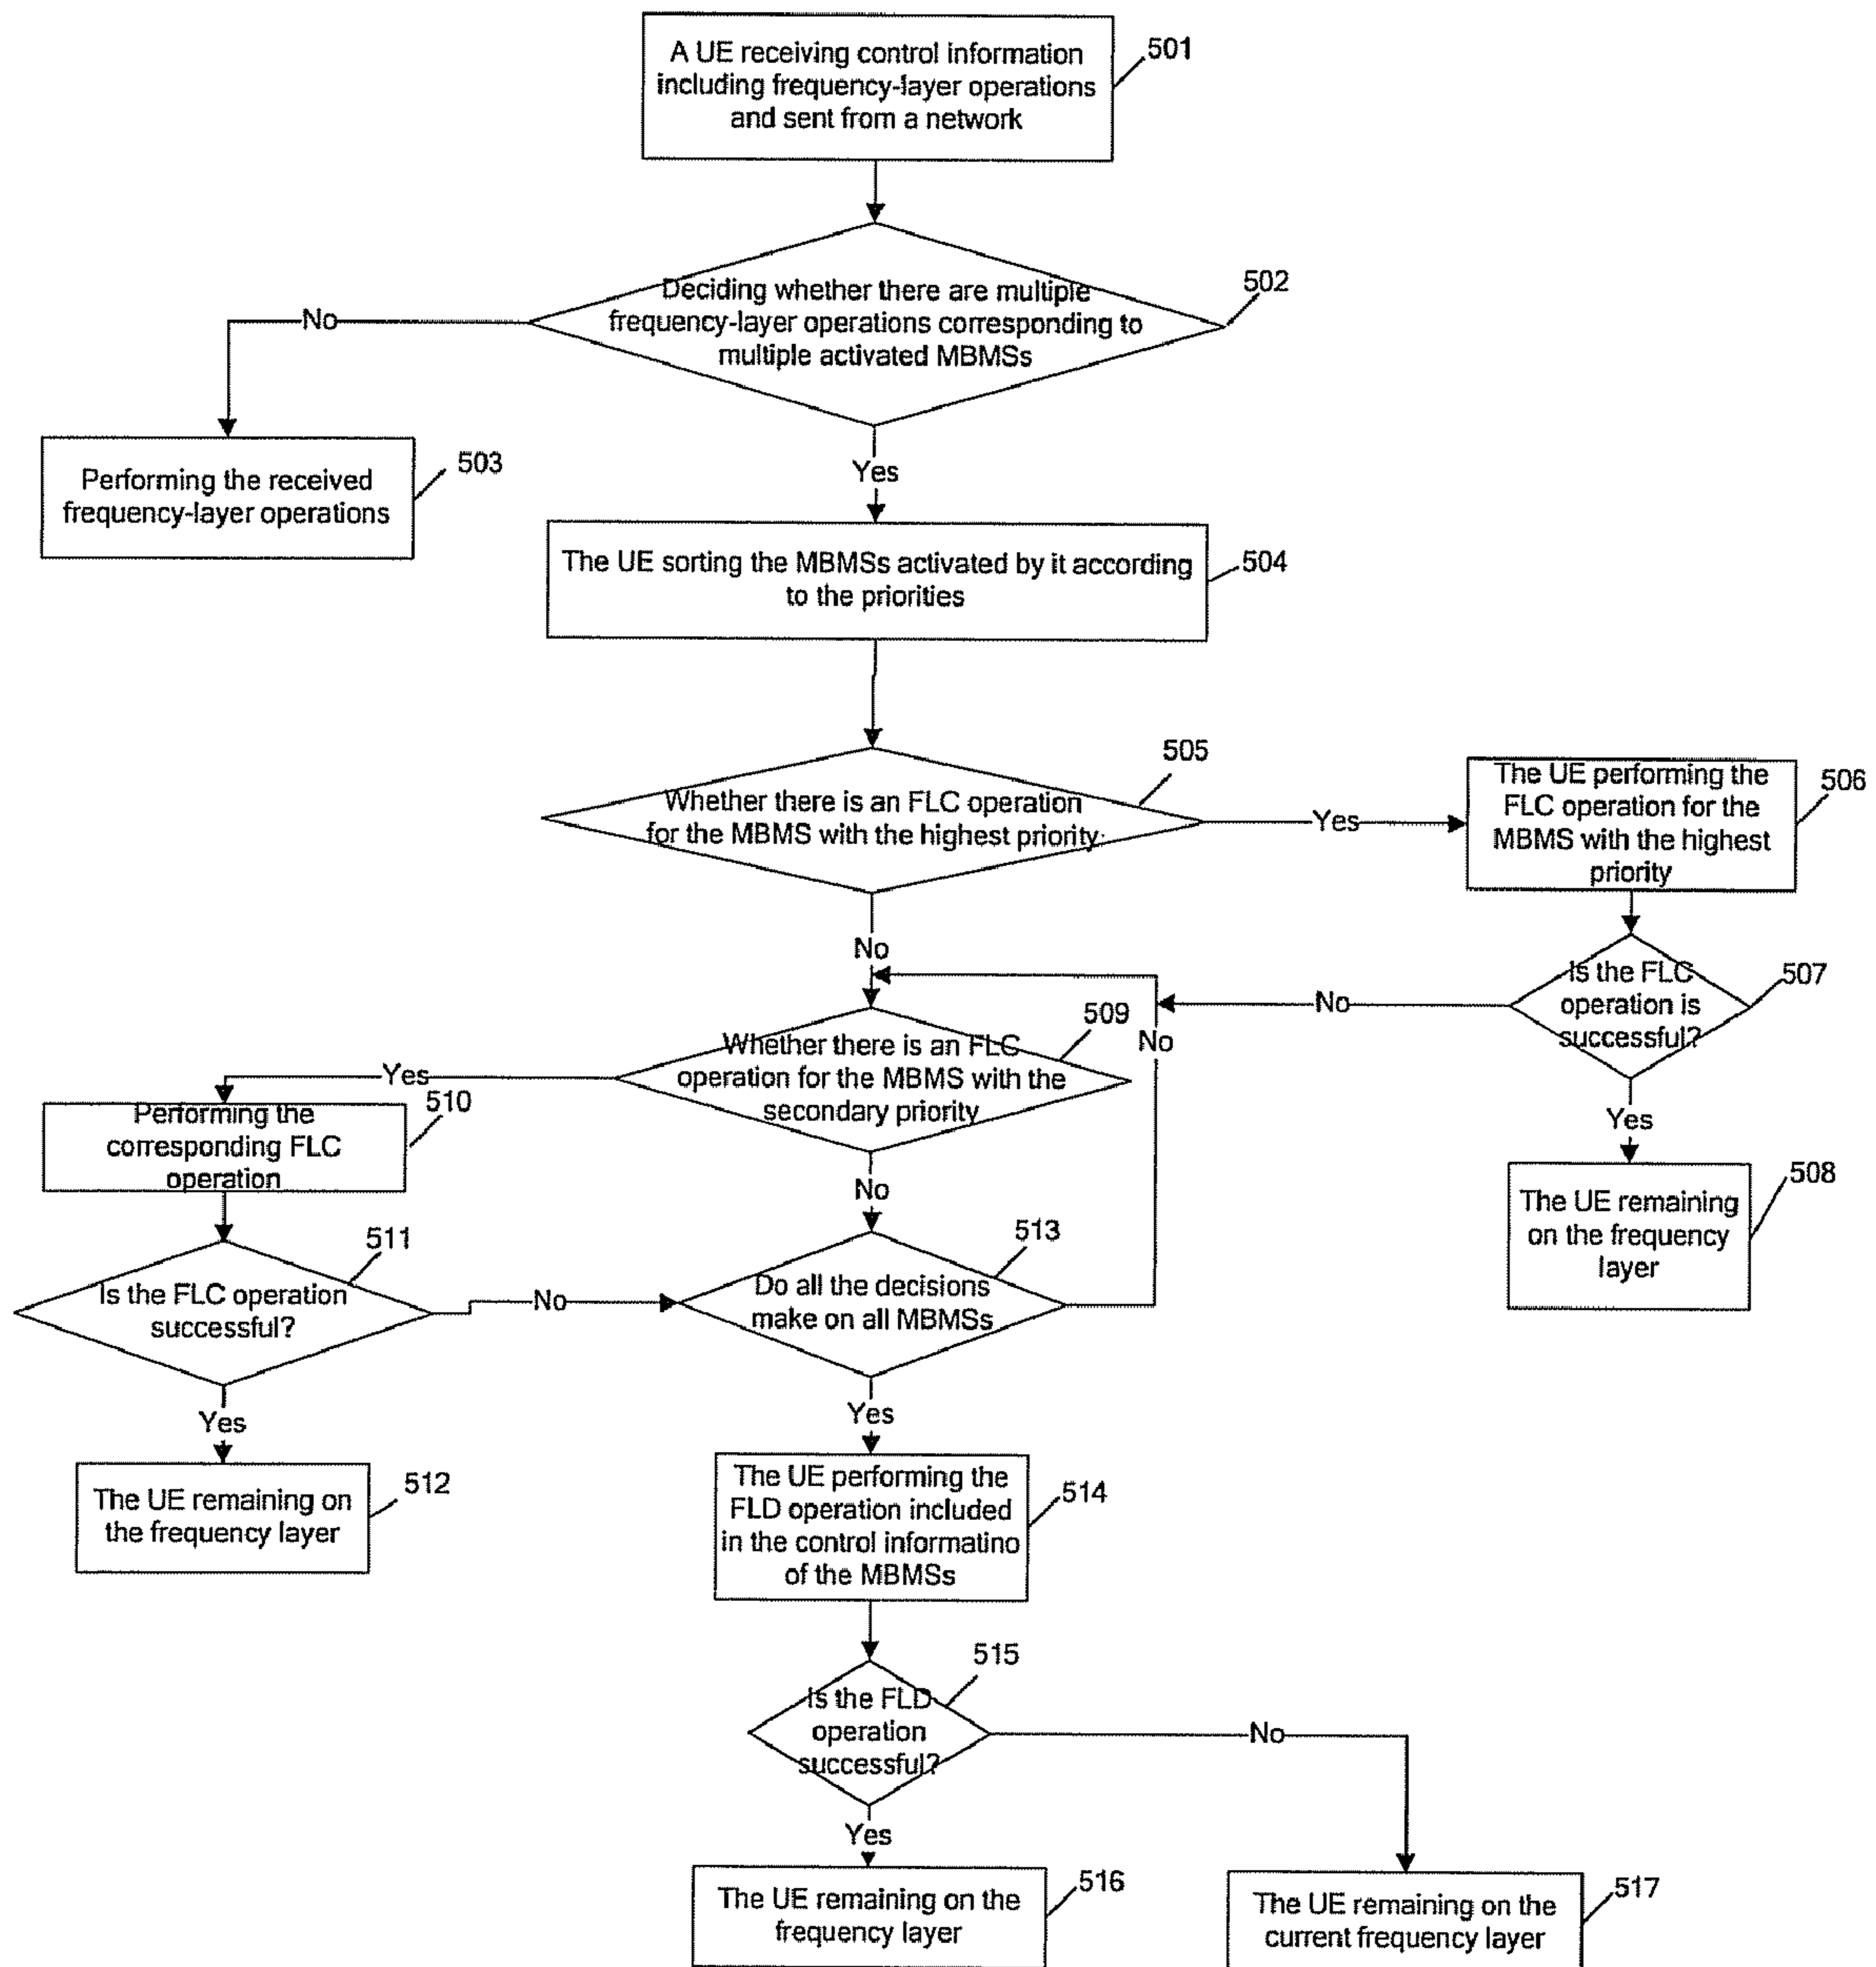 A UE receiving control information
including frequency-layer operations
and sent from a network
501
Deciding whether there are multiple
frequency-layer operations corresponding to
multiple activated MBMSs
502
No
Performing the received
frequency-layer operations
503
Yes
The UE sorting the MBMSs activated by it according
to the priorities
504
Whether there is an FLC operation
for the MBMS with the highest priority
505
Yes
The UE performing the
FLC operation for the
MBMS with the highest
priority
506
No
Is the FLC
operation is
successful?
507
No
Yes
The UE remaining
on the frequency
layer
508
Whether there is an FLC
operation for the MBMS with the
secondary priority
509
No
Yes
Performing the
corresponding FLC
operation
510
No
Is the FLC operation
successful?
511
No
Do all the decisions
make on all MBMSs
513
Yes
The UE remaining on
the frequency layer
512
Yes
The UE performing the
FLD operation included
in the control informatino
of the MBMSs
514
Is the FLD
operation
successful?
515
No
Yes
The UE remaining on the
frequency layer
516
The UE remaining on the
current frequency layer
517